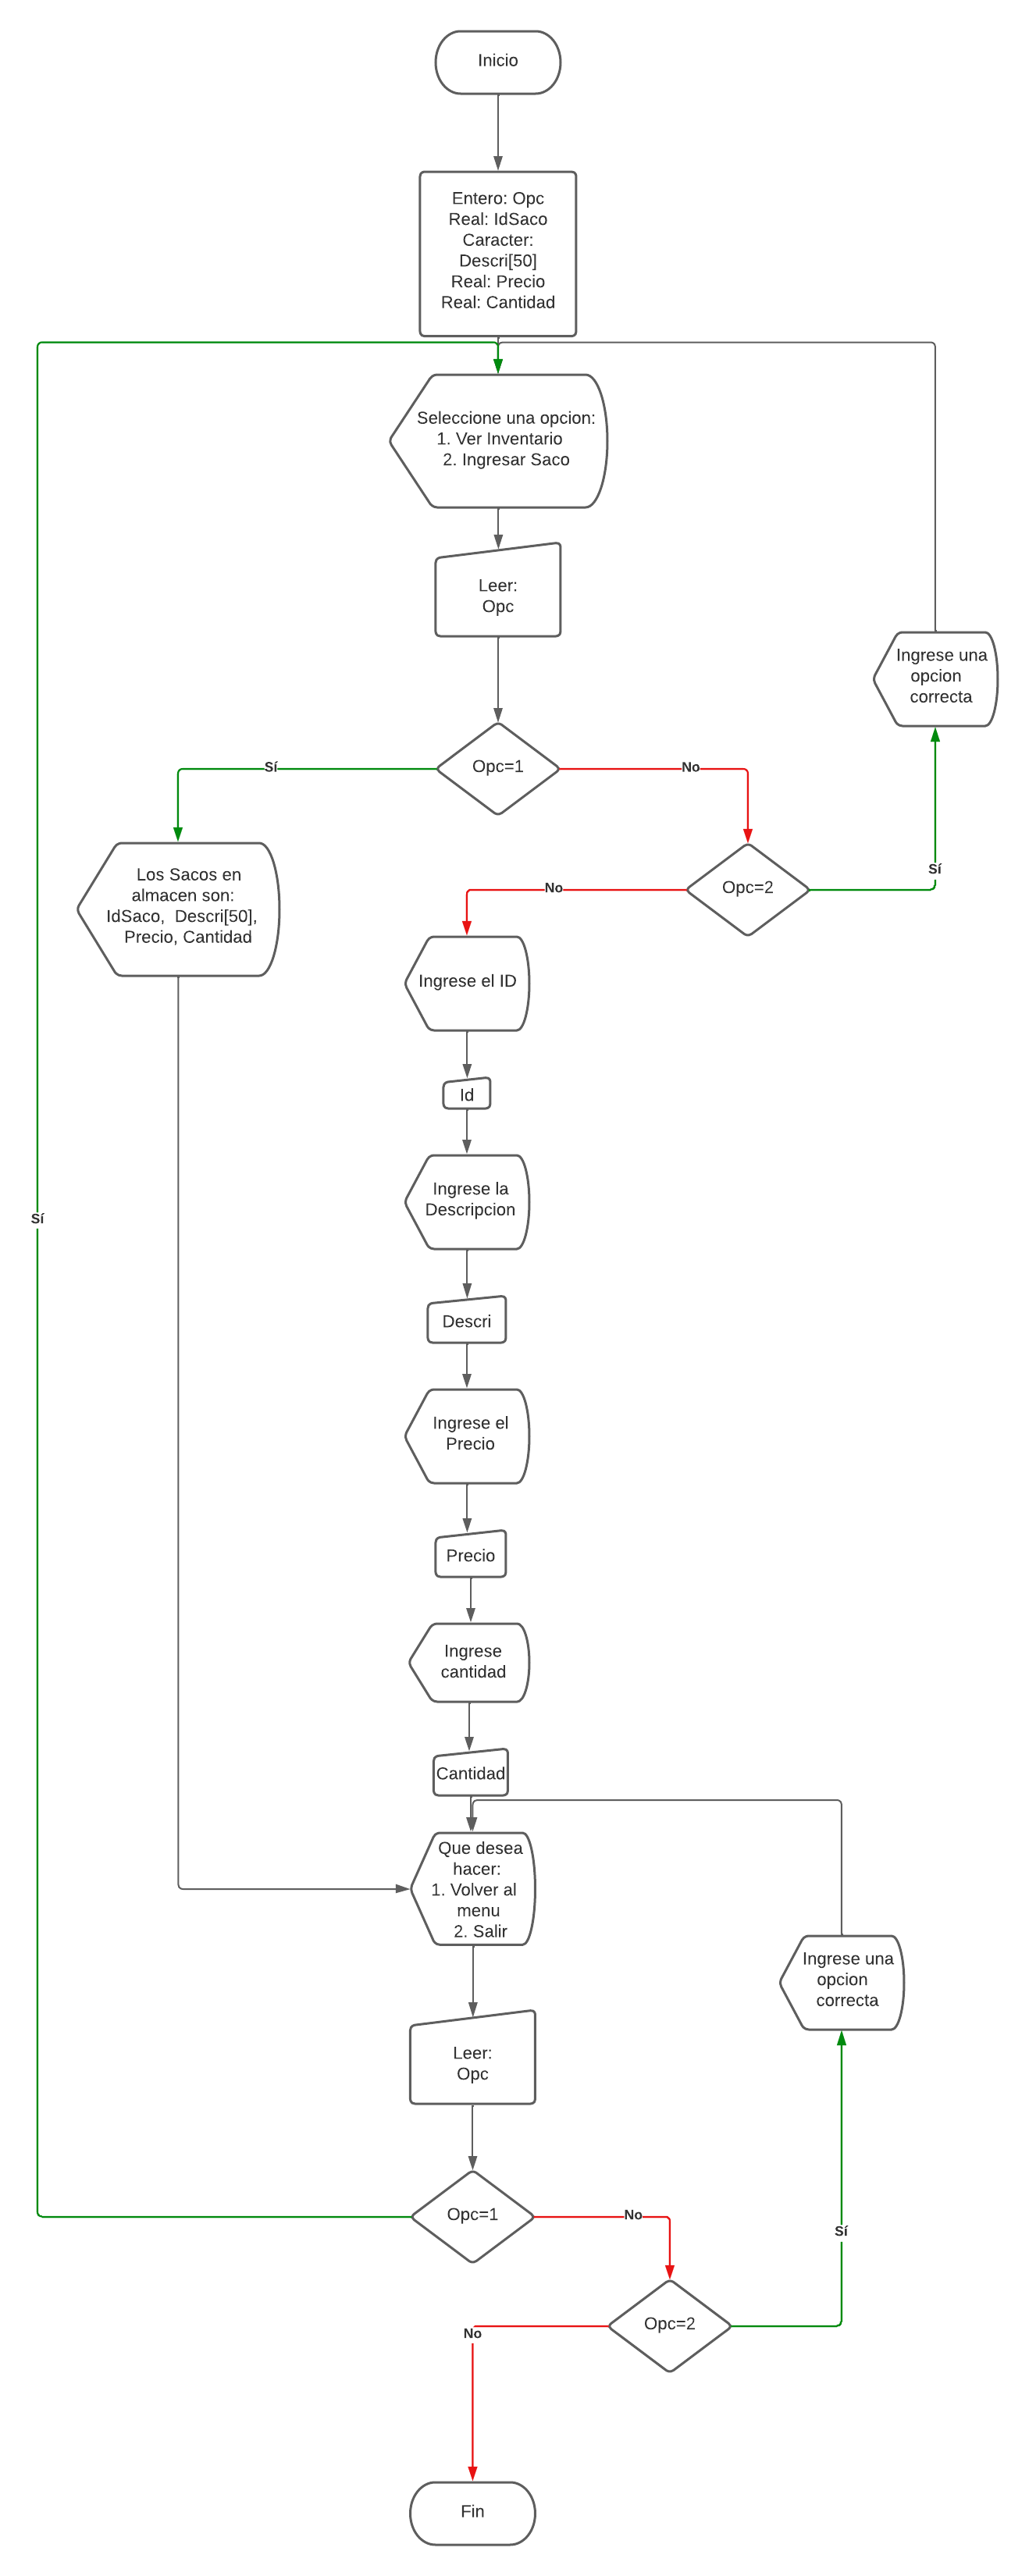 Inicio
Entero: Opc
Real: IdSaco
Caracter:
Descri[50]
Real: Precio
Real: Cantidad
Seleccione una opcion:
1. Ver Inventario
2. Ingresar Saco
Leer:
Opc
Ingrese una
opcion
correcta
Opc=1
Sí
No
Los Sacos en
almacen son:
IdSaco, Descri[50],
Precio, Cantidad
Opc=2
Sí
No
Ingrese el ID
Id
Ingrese la
Descripcion
Sí
Descri
Ingrese el
Precio
Precio
Ingrese
cantidad
Cantidad
Que desea
hacer:
1. Volver al
menu
2. Salir
Ingrese una
opcion
correcta
Leer:
Opc
Opc=1
No
Sí
Opc=2
No
Fin